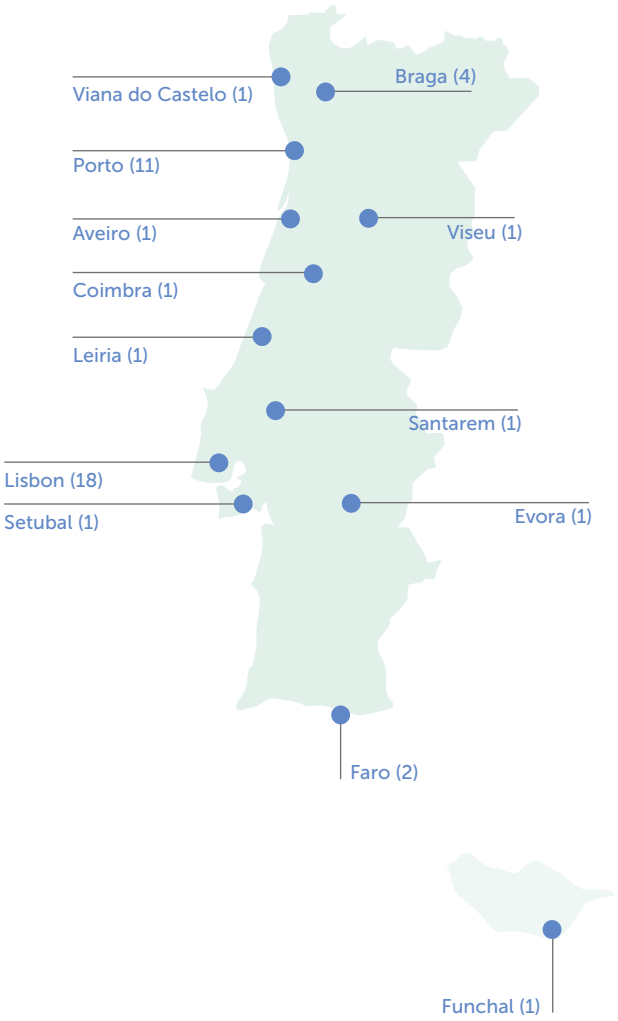 Braga (4)
Viana do Castelo (1)
Porto (11)
Aveiro (1)
Viseu (1)
Coimbra (1)
Leiria (1)
Santarem (1)
Lisbon (18)
Evora (1)
Setubal (1)
Faro (2)
Funchal (1)